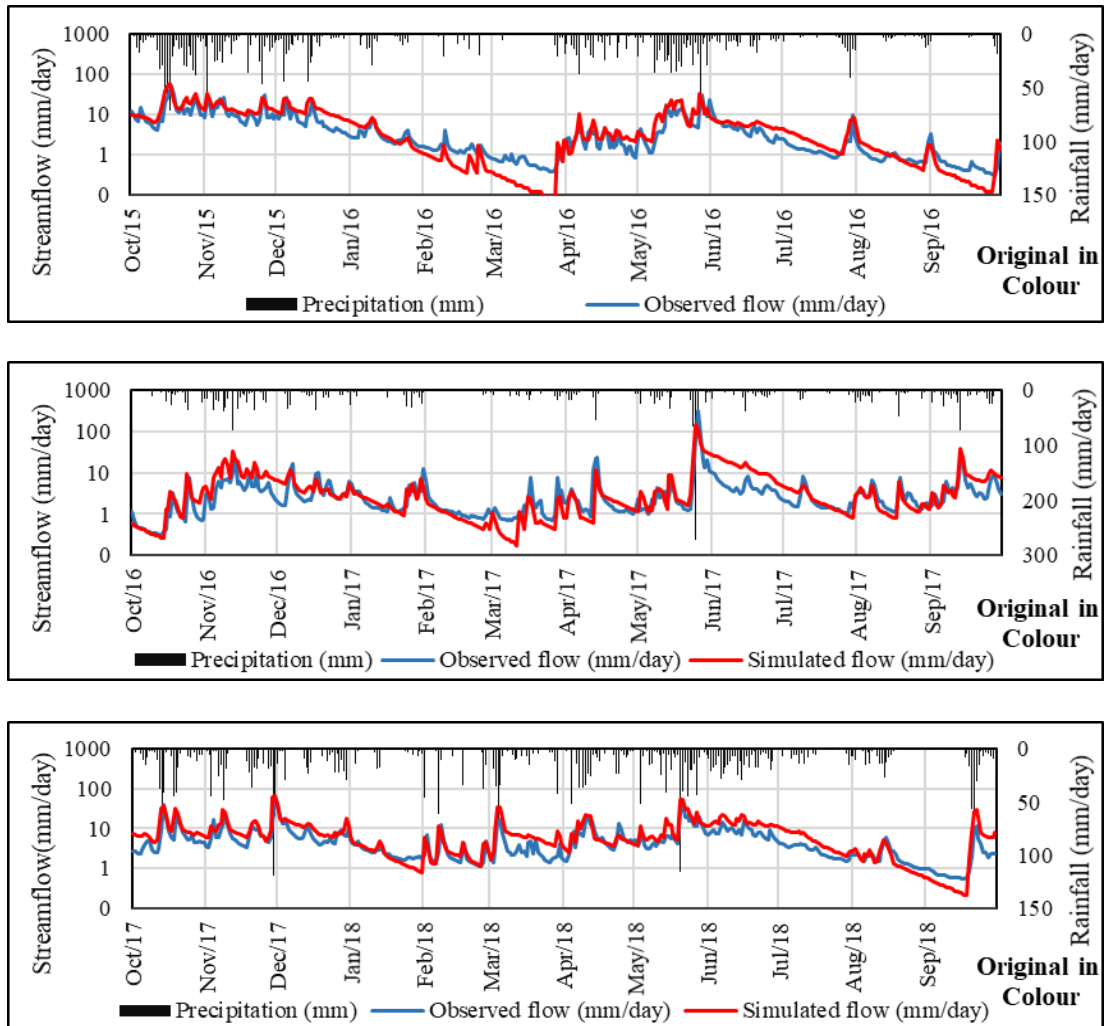 Streamflow (mm/day)
1000
100
10
1
0
0
50
100
150
Rainfall (mm/day)
Oct/15
Nov/15
Dec/15
Jan/16
Feb/16
Mar/16
Apr/16
May/16
Jun/16
Jul/16
Aug/16
Sep/16
Original in
Colour
Precipitation (mm)
Observed flow (mm/day)
Streamflow (mm/day)
1000
100
10
1
0
0
100
200
300
Rainfall (mm/day)
Oct/16
Nov/16
Dec/16
Jan/17
Feb/17
Mar/17
Apr/17
May/17
Jun/17
Jul/17
Aug/17
Sep/17
Original in
Colour
Precipitation (mm)
Observed flow (mm/day)
Simulated flow (mm/day)
Streamflow(mm/day)
1000
100
10
1
0
0
50
100
150
Rainfall (mm/day)
Oct/17
Nov/17
Dec/17
Jan/18
Feb/18
Mar/18
Apr/18
May/18
Jun/18
Jul/18
Aug/18
Sep/18
Original in
Colour
Precipitation (mm)
Observed flow (mm/day)
Simulated flow (mm/day)